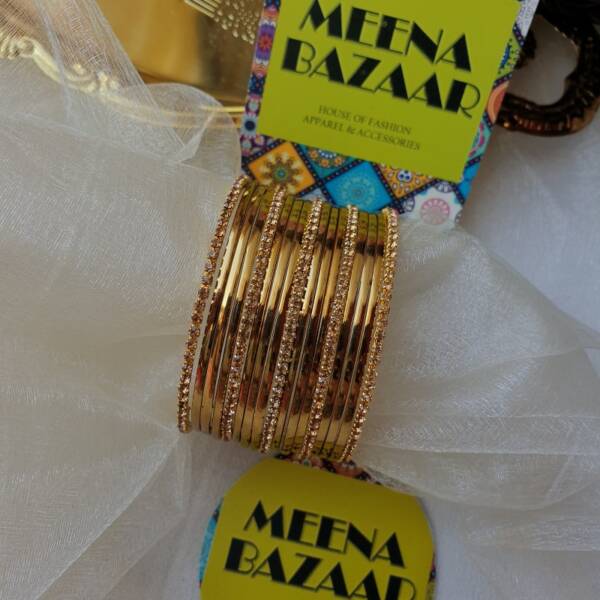 MEENA
BAZAAR
HOUSE OF FASHION
APPAREL & ACCESSORIES
MEENA
BAZAAR